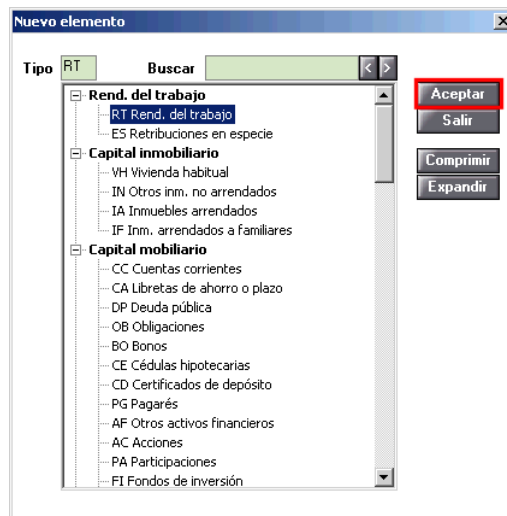 Nuevo elemento
Tipo RT Buscar < >
Rend. del trabajo
RT Rend. del trabajo
ES Retribuciones en especie
Capital inmobiliario
VH Vivienda habitual
IN Otros inm. no arrendados
IA Inmuebles arrendados
IF Inm. arrendados a familiares
Capital mobiliario
CC Cuentas corrientes
CA Libretas de ahorro o plazo
DP Deuda pública
OB Obligaciones
BO Bonos
CE Cédulas hipotecarias
CD Certificados de depósito
PG Pagarés
AF Otros activos financieros
AC Acciones
PA Participaciones
FI Fondos de inversión
Aceptar
Salir
Comprimir
Expandir